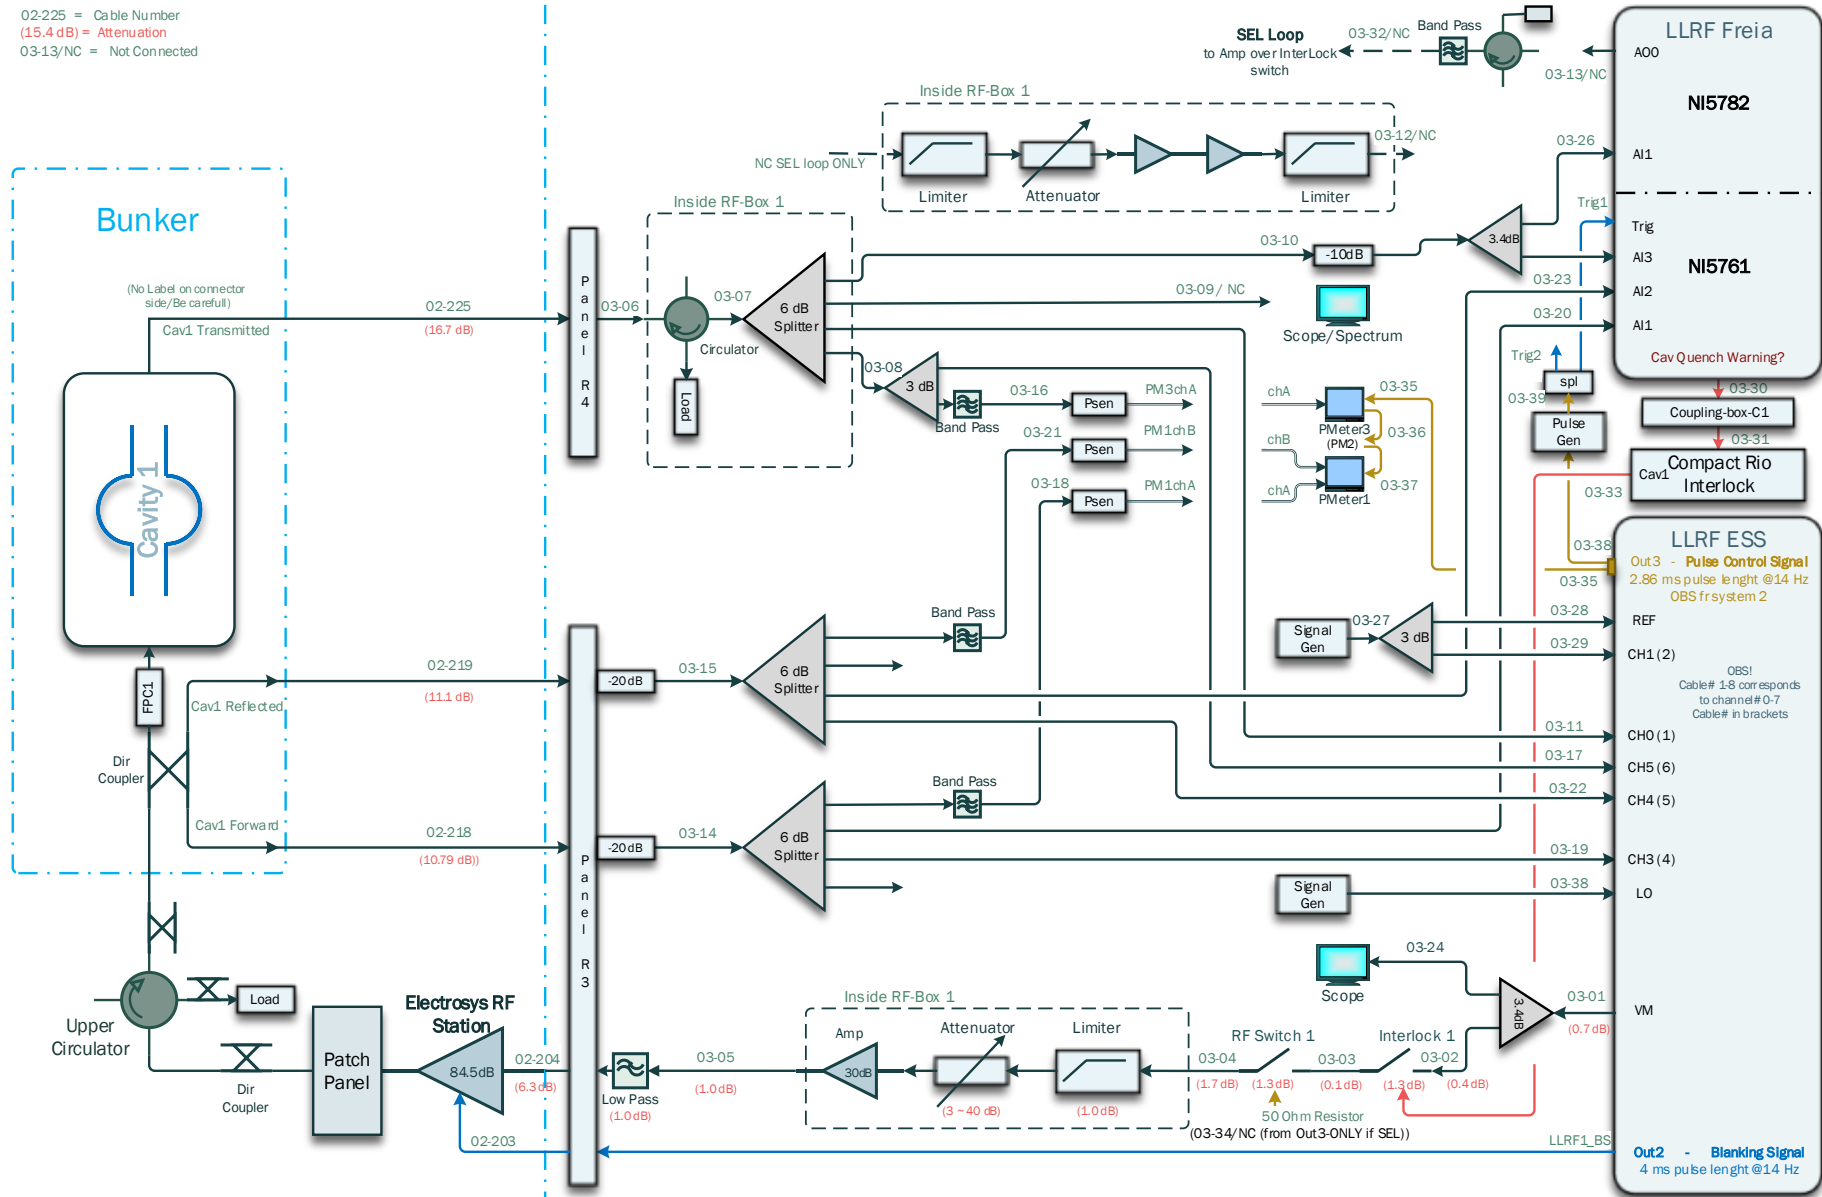 02-225 = Cable Number
(15.4 dB) = Attenuation
03-13/NC = Not Connected
SEL Loop
to Amp over InterLock
switch
03-32/NC
Band Pass
03-13/NC
LLRF Freia
AO0
NI5782
AI1
Trig
AI3
NI5761
AI2
AI1
Cav Quench Warning?
Inside RF-Box 1
NC SEL loop ONLY
Limiter
Attenuator
Limiter
03-12/NC
03-26
Trig1
3.4dB
03-23
03-20
Trig2
spl
03-39
Pulse
Gen
03-30
Coupling-box-C1
03-31
Cav1
Compact Rio
Interlock
03-33
Bunker
(No Label on connector
side/Be carefull)
Cav1 Transmitted
02-225
(16.7 dB)
Panel R4
03-06
Inside RF-Box 1
03-07
Circulator
Load
6 dB
Splitter
03-10
-10dB
03-09/ NC
Scope/Spectrum
03-08
3 dB
Band Pass
03-16
Psen
PM3chA
03-21
Psen
PM1chB
03-18
Psen
PM1chA
chA
PMeter3
(PM2)
chB
chA
PMeter1
03-35
03-36
03-37
Cavity 1
FPC1
Dir
Coupler
02-219
(11.1 dB)
Cav1 Reflected
Cav1 Forward
02-218
(10.79 dB))
Panel R3
-20dB
03-15
6 dB
Splitter
Band Pass
-20dB
03-14
6 dB
Splitter
Band Pass
Signal
Gen
03-27
3 dB
03-38
03-35
LLRF ESS
Out3 - Pulse Control Signal
2.86 ms pulse lenght @14 Hz
OBS fr system 2
03-28
REF
03-29
CH1 (2)
OBS!
Cable# 1-8 corresponds
to channel# 0-7
Cable# in brackets
03-11
CH0 (1)
03-17
CH5 (6)
03-22
CH4 (5)
03-19
CH3 (4)
Signal
Gen
03-38
LO
Scope
03-24
3.4dB
03-01
(0.7 dB)
VM
Upper
Circulator
Load
Dir
Coupler
Patch
Panel
Electrosys RF
Station
84.5dB
02-204
(6.3 dB)
02-203
Low Pass
(1.0 dB)
03-05
(1.0 dB)
Inside RF-Box 1
Amp
30dB
Attenuator
(3 ~ 40 dB)
Limiter
(1.0 dB)
03-04
(1.7 dB)
RF Switch 1
(1.3 dB)
03-03
(0.1 dB)
Interlock 1
(1.3 dB)
03-02
(0.4 dB)
50 Ohm Resistor
(03-34/NC (from Out3-ONLY if SEL))
LLRF1_BS
Out2 - Blanking Signal
4 ms pulse lenght @14 Hz